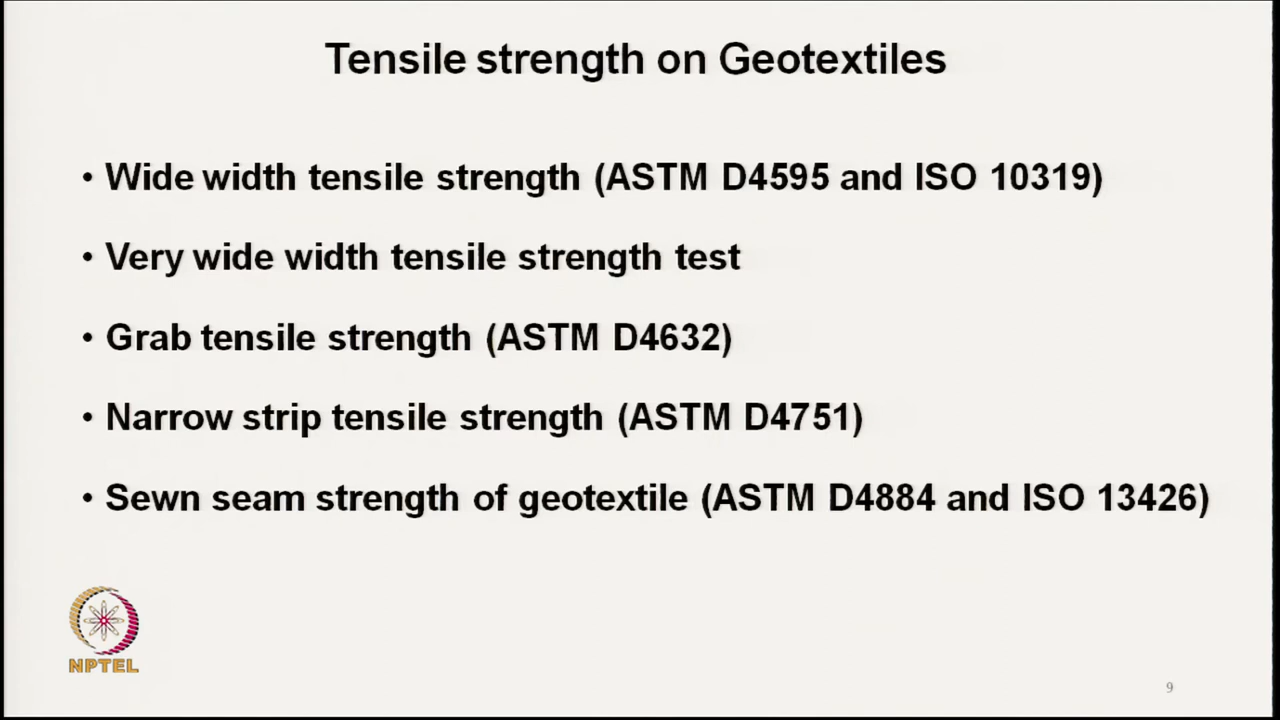 Tensile strength on Geotextiles
• Wide width tensile strength (ASTM D4595 and ISO 10319)
• Very wide width tensile strength test
• Grab tensile strength (ASTM D4632)
• Narrow strip tensile strength (ASTM D4751)
• Sewn seam strength of geotextile (ASTM D4884 and ISO 13426)
NPTEL
9